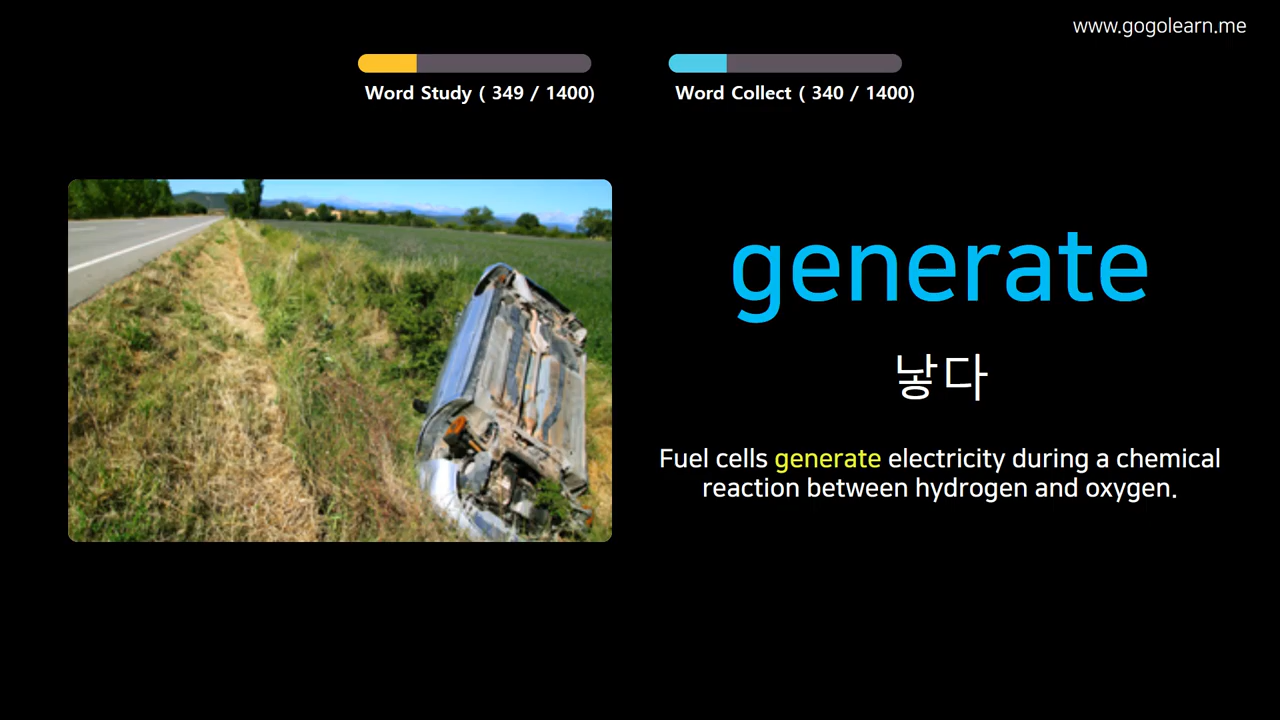 www.gogolearn.me
Word Study ( 349 / 1400)
Word Collect ( 340 / 1400)
generate
낳다
Fuel cells generate electricity during a chemical
reaction between hydrogen and oxygen.